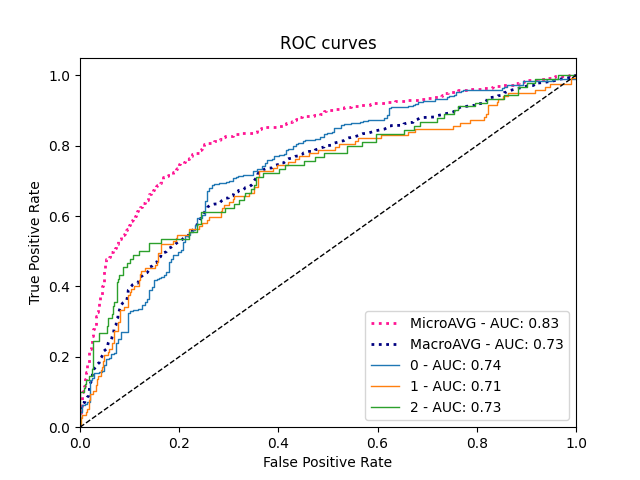 ROC curves
True Positive Rate
1.0
0.8
0.6
0.4
0.2
0.0
MicroAVG - AUC: 0.83
MacroAVG - AUC: 0.73
0 - AUC: 0.74
1 - AUC: 0.71
2 - AUC: 0.73
0.0 0.2 0.4 0.6 0.8 1.0
False Positive Rate